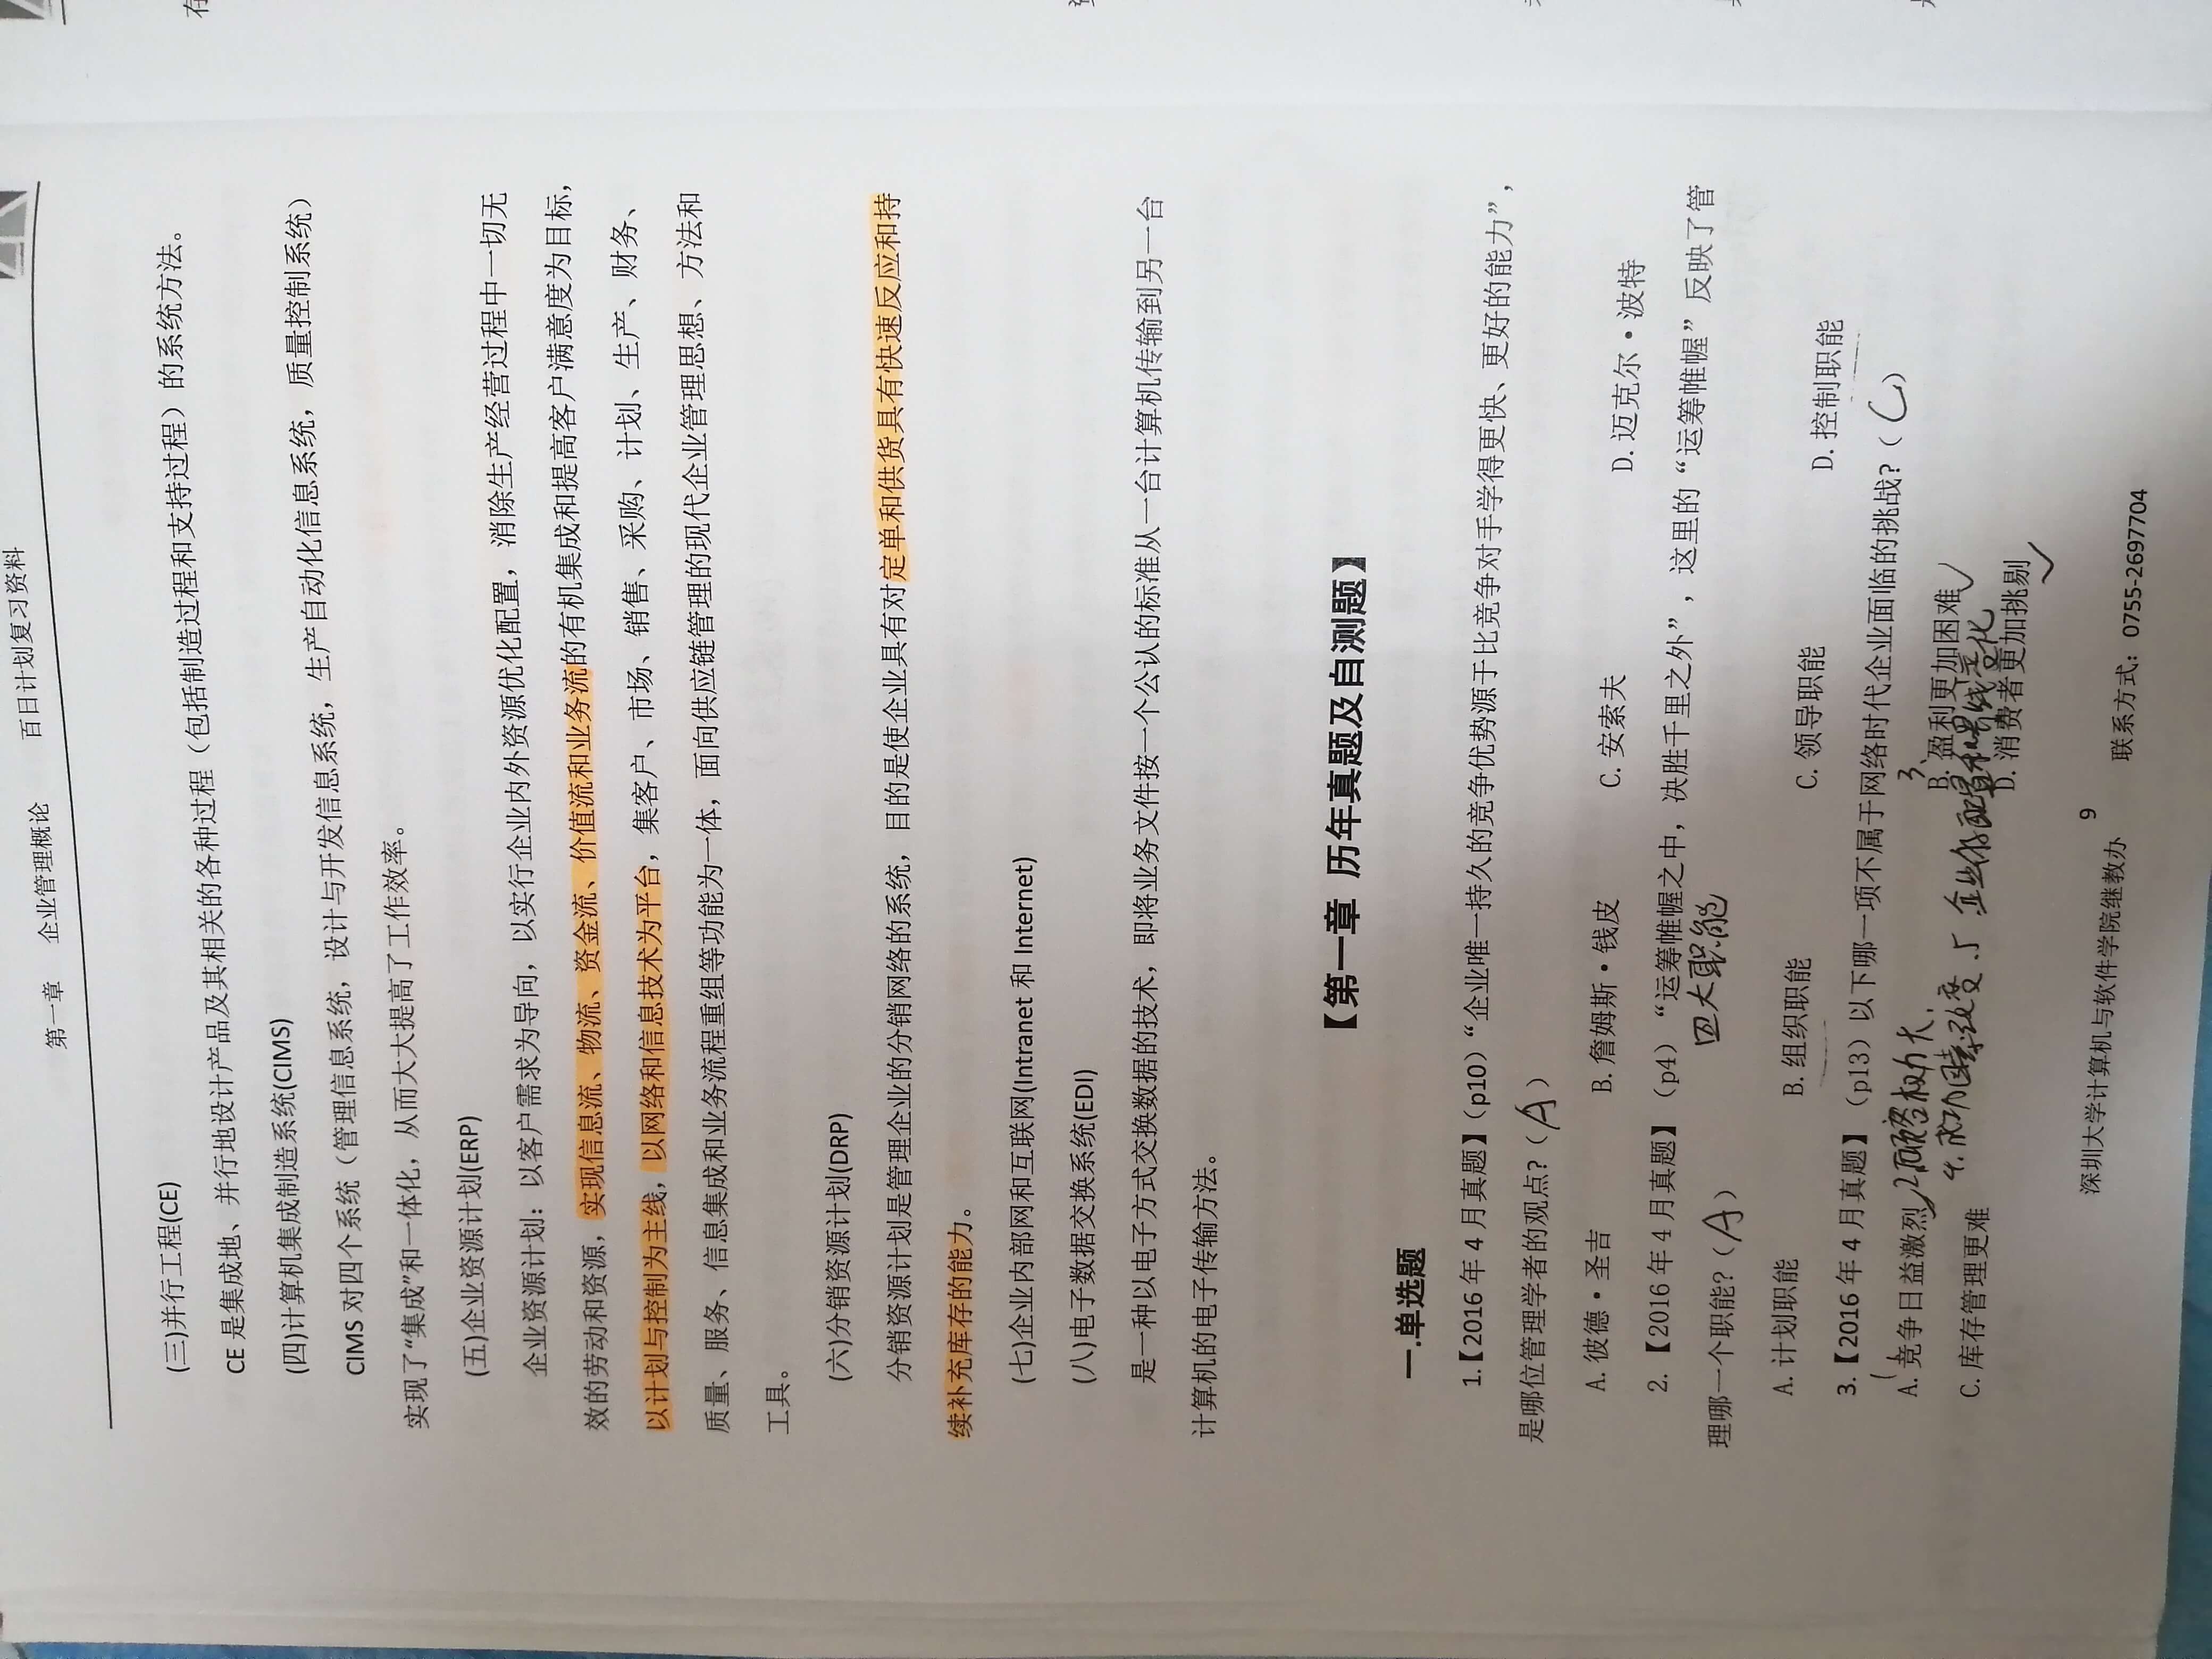 第一章 企业管理概论 百日计划复习资料
(三)并行工程(CE)
CE 是集成地、并行地设计产品及其相关的各种过程（包括制造过程和支持过程）的系统方法。
(四)计算机集成制造系统(CIMS)
CIMS 对四个系统（管理信息系统，设计与开发信息系统，生产自动化信息系统，质量控制系统）
实现了“集成”和一体化，从而大大提高了工作效率。
(五)企业资源计划(ERP)
企业资源计划：以客户需求为导向，以实行企业内外资源优化配置，消除生产经营过程中一切无
效的劳动和资源，实现信息流、物流、资金流、价值流和业务流的有机集成和提高客户满意度为目标，
以计划与控制为主线，以网络和信息技术为平台，集客户、市场、销售、采购、计划、生产、财务、
质量、服务、信息集成和业务流程重组等功能为一体，面向供应链管理的现代企业管理思想、方法和
工具。
(六)分销资源计划(DRP)
分销资源计划是管理企业的分销网络的系统，目的是使企业具有对定单和供货具有快速反应和持
续补充库存的能力。
(七)企业内部网和互联网(Intranet 和 Internet)
(八)电子数据交换系统(EDI)
是一种以电子方式交换数据的技术，即将业务文件按一个公认的标准从一台计算机传输到另一台
计算机的电子传输方法。
【第一章 历年真题及自测题】
一.单选题
1.【2016 年 4 月真题】（p10）“企业唯一持久的竞争优势源于比竞争对手学得更快、更好的能力”，
是哪位管理学者的观点?（A）
A. 彼德·圣吉 B. 詹姆斯·钱皮 C. 安索夫 D. 迈克尔·波特
2. 【2016 年 4 月真题】（p4）“运筹帷幄之中，决胜千里之外”，这里的“运筹帷幄”反映了管
四大职能
理哪一个职能?（A）
A. 计划职能 B. 组织职能 C. 领导职能 D. 控制职能
3. 【2016 年 4 月真题】（p13）以下哪一项不属于网络时代企业面临的挑战?（C）
A. 竞争日益激烈 2.顾客权力大. 3、B. 盈利更加困难
4. 成功因素改变、5 企业
C. 库存管理更难 D. 消费者更加挑剔
9
深圳大学计算机与软件学院继教办 联系方式：0755-2697704